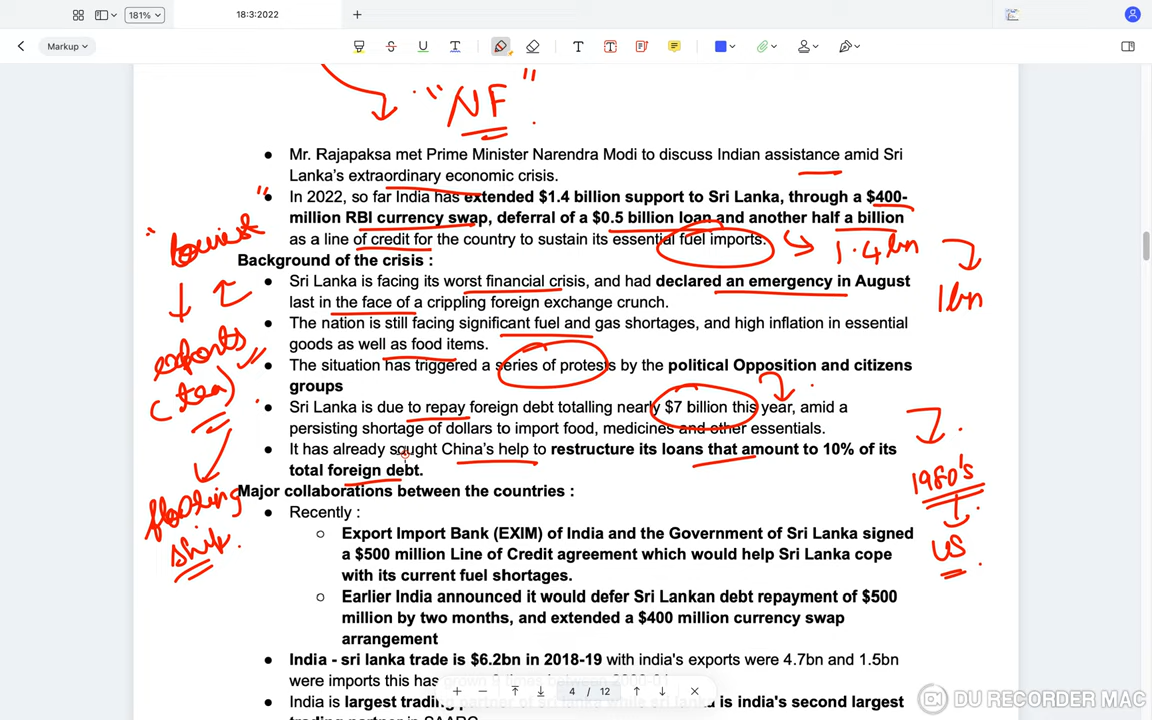 181%
18:3:2022
Markup
"NF"
Mr. Rajapaksa met Prime Minister Narendra Modi to discuss Indian assistance amid Sri
Lanka's extraordinary economic crisis.
In 2022, so far India has extended $1.4 billion support to Sri Lanka, through a $400-
million RBI currency swap, deferral of a $0.5 billion loan and another half a billion
as a line of credit for the country to sustain its essential fuel imports.
1.4bn
1bn
tourist
exports
(tea)
floating
ship.
Background of the crisis :
Sri Lanka is facing its worst financial crisis, and had declared an emergency in August
last in the face of a crippling foreign exchange crunch.
The nation is still facing significant fuel and gas shortages, and high inflation in essential
goods as well as food items.
The situation has triggered a series of protests by the political Opposition and citizens
groups
Sri Lanka is due to repay foreign debt totalling nearly $7 billion this year, amid a
persisting shortage of dollars to import food, medicines and other essentials.
It has already sought China's help to restructure its loans that amount to 10% of its
total foreign debt.
1980's
US
Major collaborations between the countries :
Recently :
Export Import Bank (EXIM) of India and the Government of Sri Lanka signed
a $500 million Line of Credit agreement which would help Sri Lanka cope
with its current fuel shortages.
Earlier India announced it would defer Sri Lankan debt repayment of $500
million by two months, and extended a $400 million currency swap
arrangement
India - sri lanka trade is $6.2bn in 2018-19 with india's exports were 4.7bn and 1.5bn
were imports this has
India is largest trading is india's second largest
4 / 12
DU RECORDER MAC